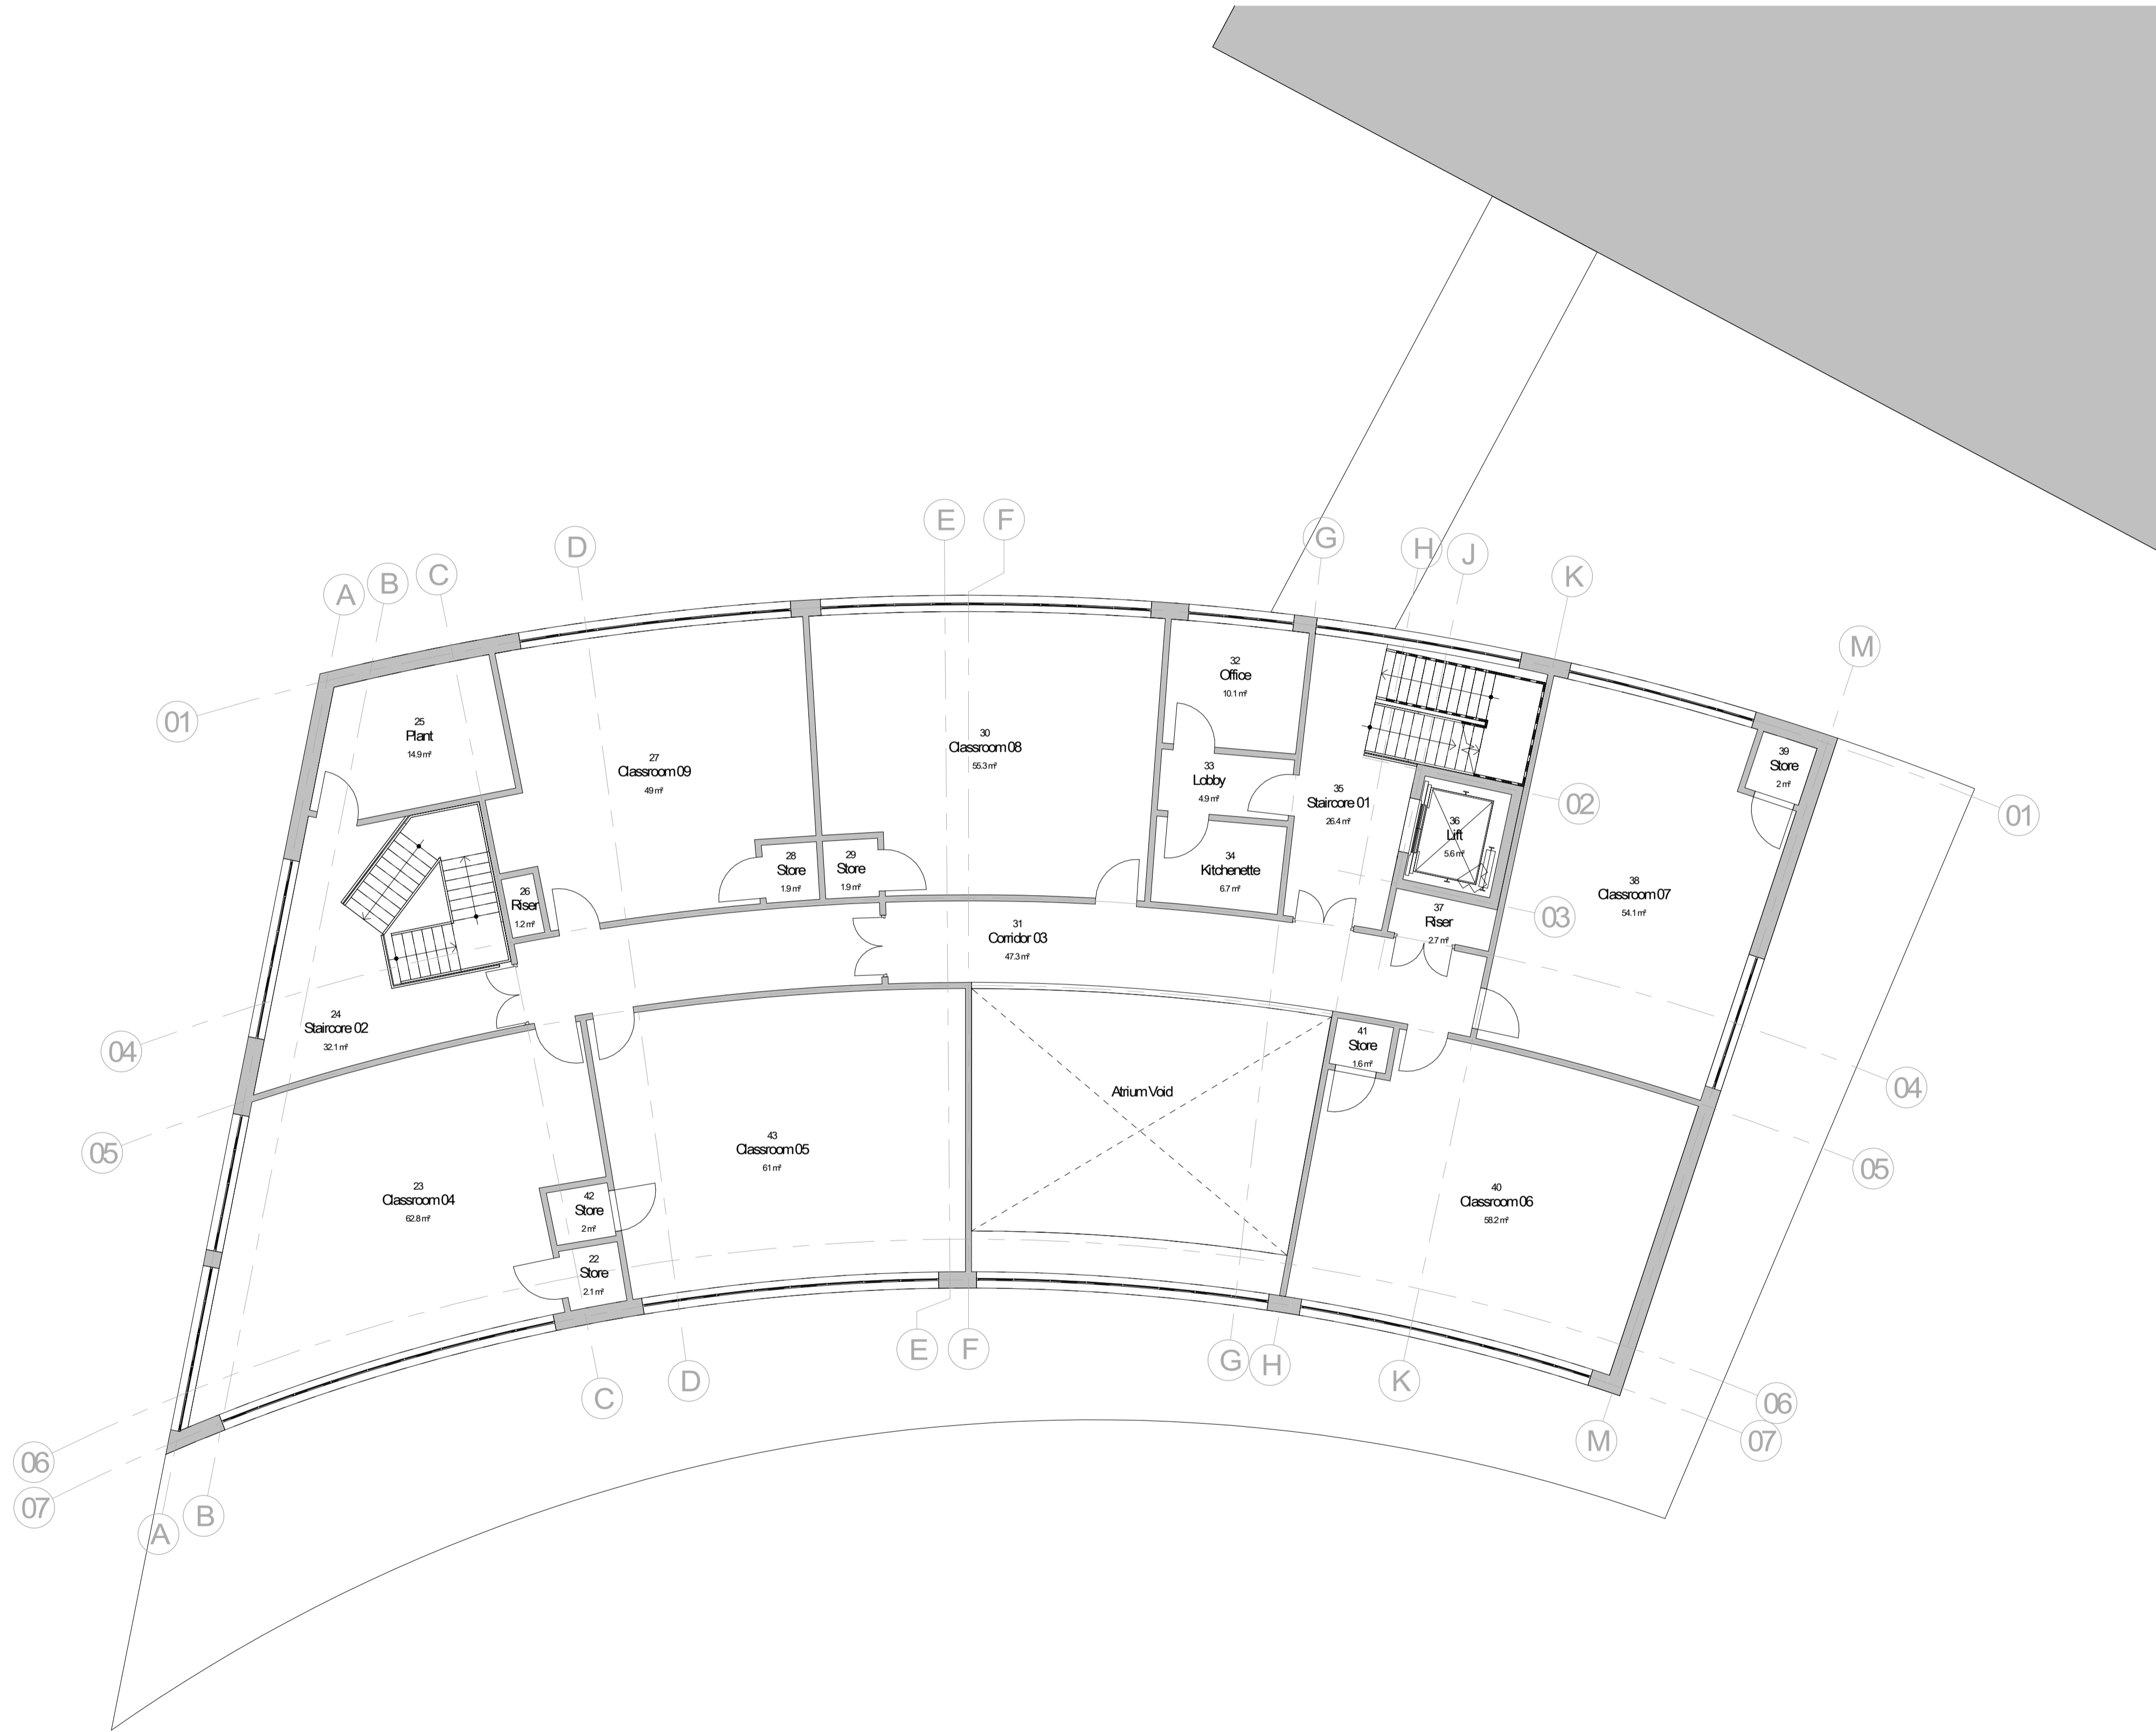 E
F
G
D
H
J
C
K
B
A
M
01
32
Office
10.1 m²
25
Plant
14.9 m²
30
Classroom 08
55.3 m²
27
Classroom 09
49 m²
39
Store
2 m²
33
Lobby
4.9 m²
35
Staircore 01
26.4 m²
02
01
36
Lift
5.6 m²
28
Store
1.9 m²
29
Store
1.9 m²
34
Kitchenette
6.7 m²
38
Classroom 07
54.1 m²
26
Riser
1.2 m²
37
Riser
2.7 m²
03
31
Corridor 03
47.3 m²
24
Staircore 02
32.1 m²
04
41
Store
1.6 m²
04
Atrium Void
05
43
Classroom 05
61 m²
05
23
Classroom 04
62.8 m²
42
Store
2 m²
40
Classroom 06
58.2 m²
22
Store
2.1 m²
E
F
G
H
D
K
C
06
M
07
06
07
B
A